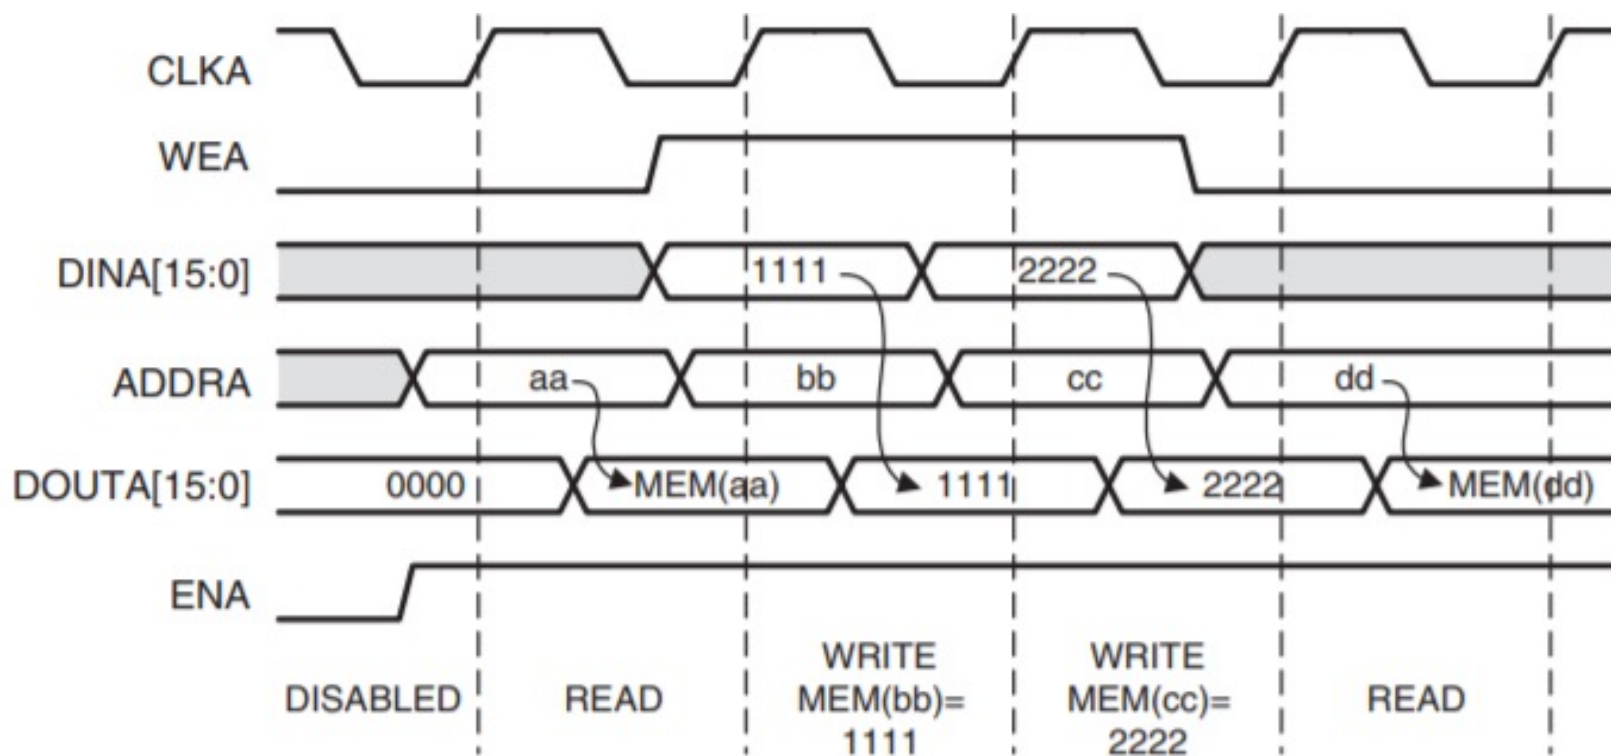 CLKA
WEA
DINA[15:0] 1111 2222
ADDRA aa bb cc dd
DOUTA[15:0] 0000 MEM(aa) 1111 2222 MEM(dd)
ENA
DISABLED READ WRITE MEM(bb)= 1111 WRITE MEM(cc)= 2222 READ